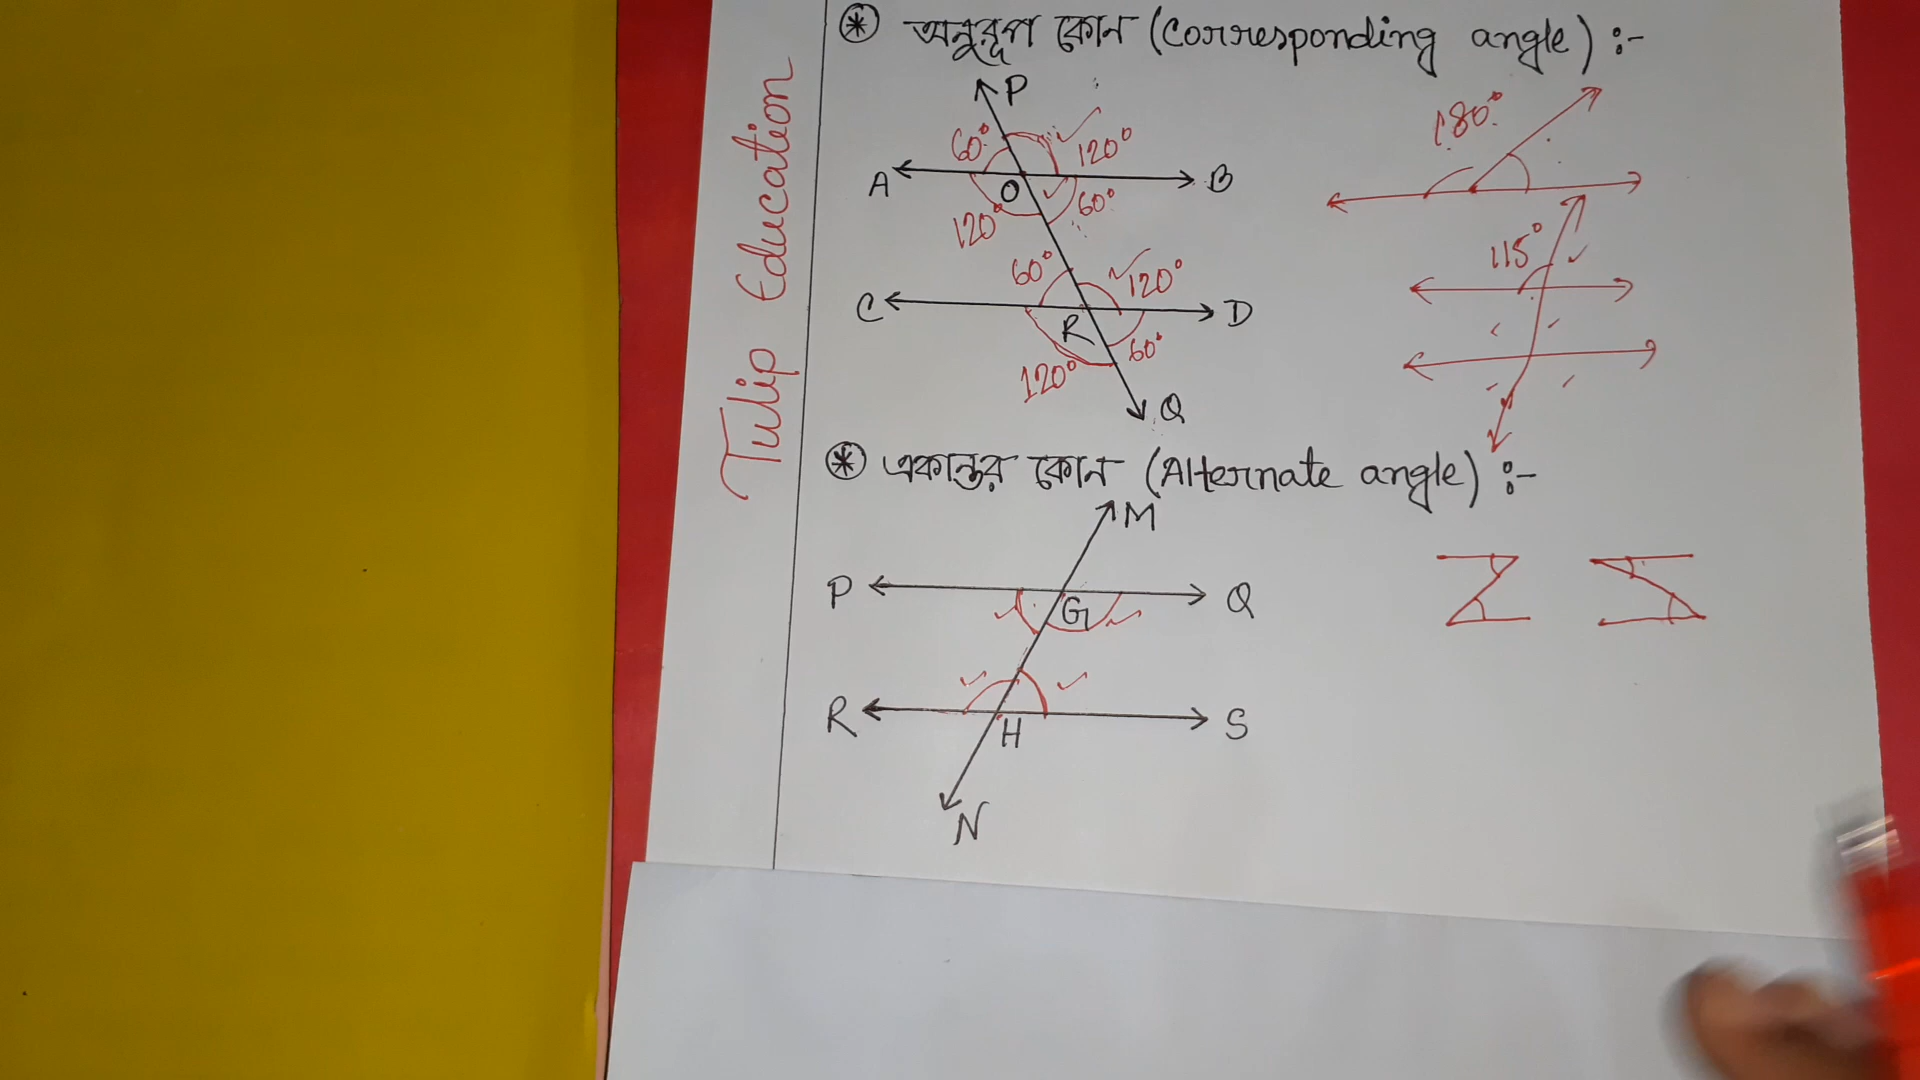 Tulip Education
⊛ অনুরূপ কোন (Corresponding angle) :-
P
60° 120°
A B
O
120° 60°
60° 120°
C D
R
120° 60°
Q
180°
115°
⊛ একান্তর কোন (Alternate angle) :-
M
P Q
G
R S
H
N